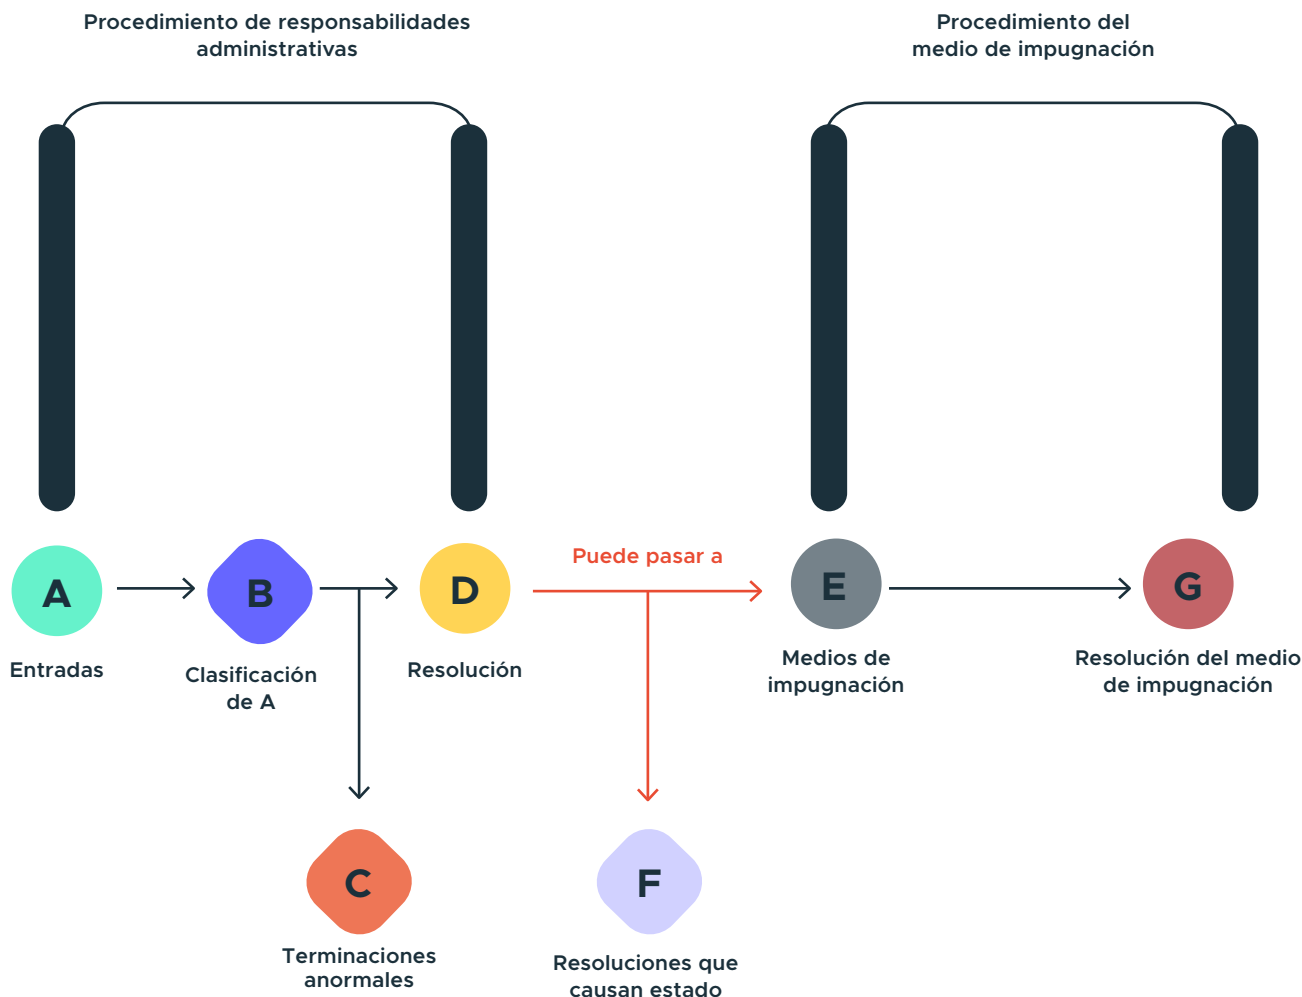 Procedimiento de responsabilidades
administrativas
Procedimiento del
medio de impugnación
A
Entradas
B
Clasificación
de A
D
Resolución
Puede pasar a
E
Medios de
impugnación
G
Resolución del medio
de impugnación
C
Terminaciones
anormales
F
Resoluciones que
causan estado